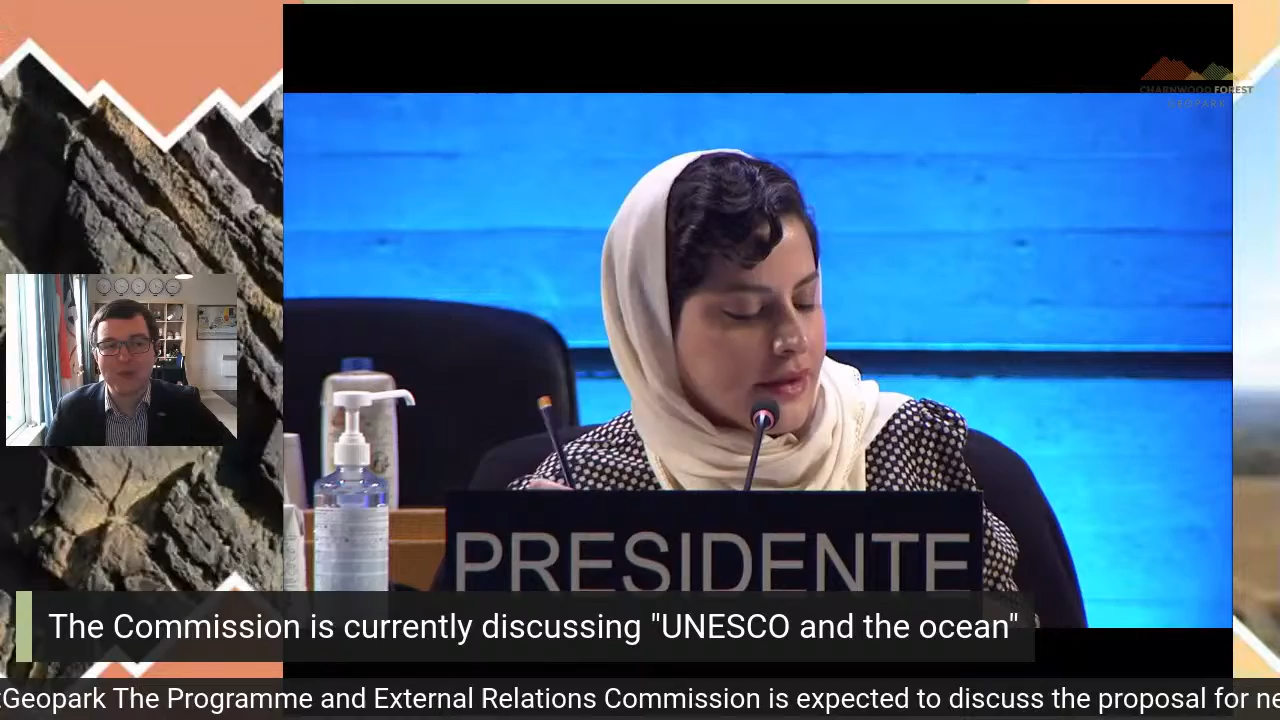 CHARNWOOD FOREST
GEOPARK
PRESIDENTE
The Commission is currently discussing "UNESCO and the ocean"
Geopark The Programme and External Relations Commission is expected to discuss the proposal for